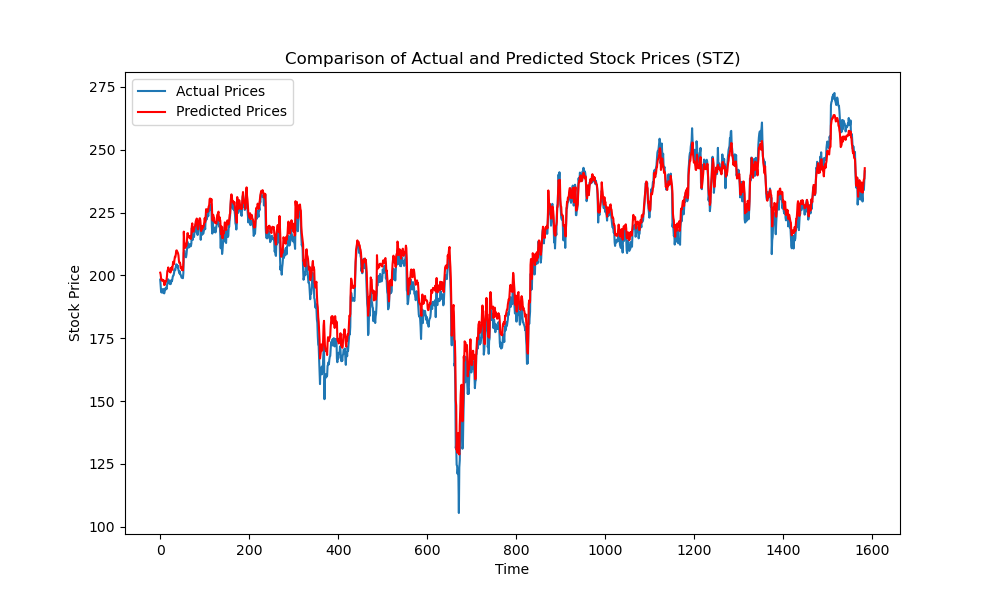 Comparison of Actual and Predicted Stock Prices (STZ)
Actual Prices
Predicted Prices
Stock Price
275
250
225
200
175
150
125
100
0 200 400 600 800 1000 1200 1400 1600
Time